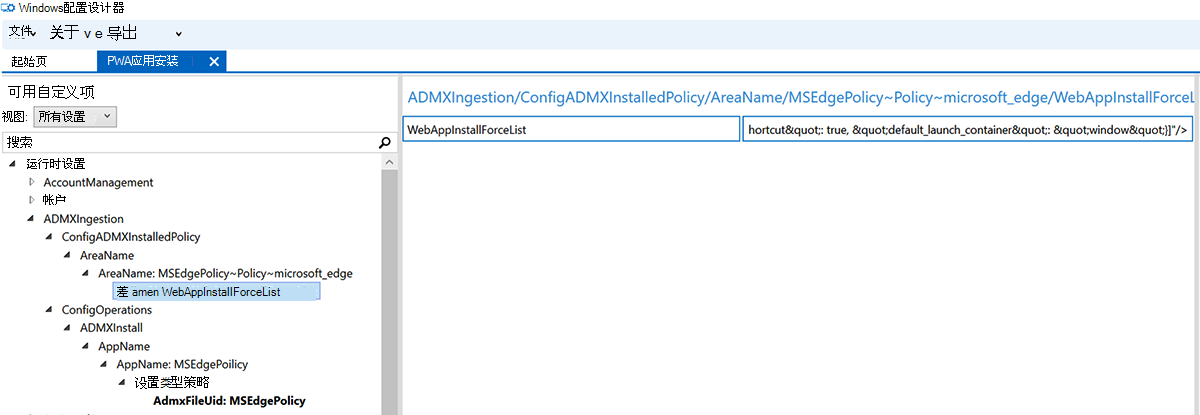 Windows配置设计器
文件 关于 v e 导出
起始页 PWA应用安装
可用自定义项
视图: 所有设置
搜索
运行时设置
AccountManagement
帐户
ADMXIngestion
ConfigADMXInstalledPolicy
AreaName
AreaName: MSEdgePolicy~Policy~microsoft_edge
差 amen WebAppInstallForceList
ConfigOperations
ADMXInstall
AppName
AppName: MSEdgePoilicy
设置类型策略
AdmxFileUid: MSEdgePolicy
ADMXIngestion/ConfigADMXInstalledPolicy/AreaName/MSEdgePolicy~Policy~microsoft_edge/WebAppInstallForceL
WebAppInstallForceList hortcut&quot;: true, &quot;default_launch_container&quot;: &quot;window&quot;}]"/>